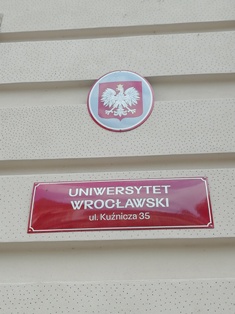 UNIWERSYTET
WROCŁAWSKI
ul. Kuźnicza 35